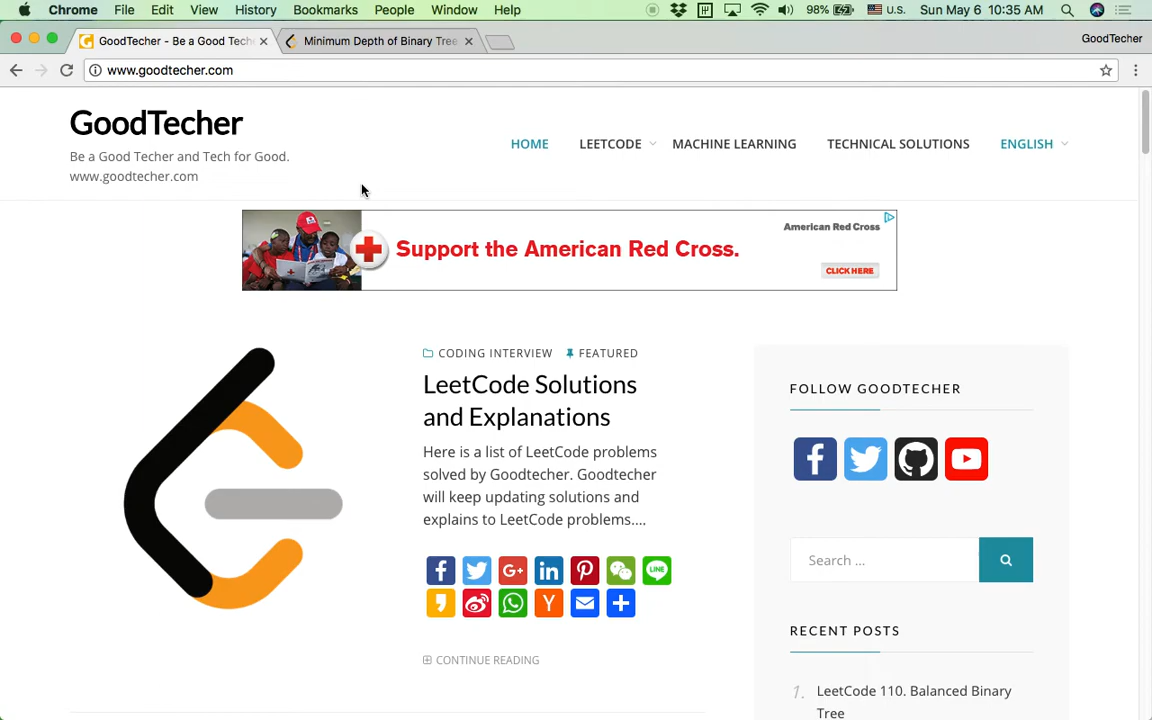 Chrome File Edit View History Bookmarks People Window Help 98% U.S. Sun May 6 10:35 AM
GoodTecher - Be a Good Tech Minimum Depth of Binary Tree GoodTecher
www.goodtecher.com
GoodTecher
Be a Good Techer and Tech for Good.
www.goodtecher.com
HOME LEETCODE MACHINE LEARNING TECHNICAL SOLUTIONS ENGLISH
Support the American Red Cross.
American Red Cross
CLICK HERE
CODING INTERVIEW FEATURED
LeetCode Solutions
and Explanations
Here is a list of LeetCode problems
solved by Goodtecher. Goodtecher
will keep updating solutions and
explains to LeetCode problems....
G+ in LINE
Y
CONTINUE READING
FOLLOW GOODTECHER
Search ...
RECENT POSTS
1. LeetCode 110. Balanced Binary
Tree